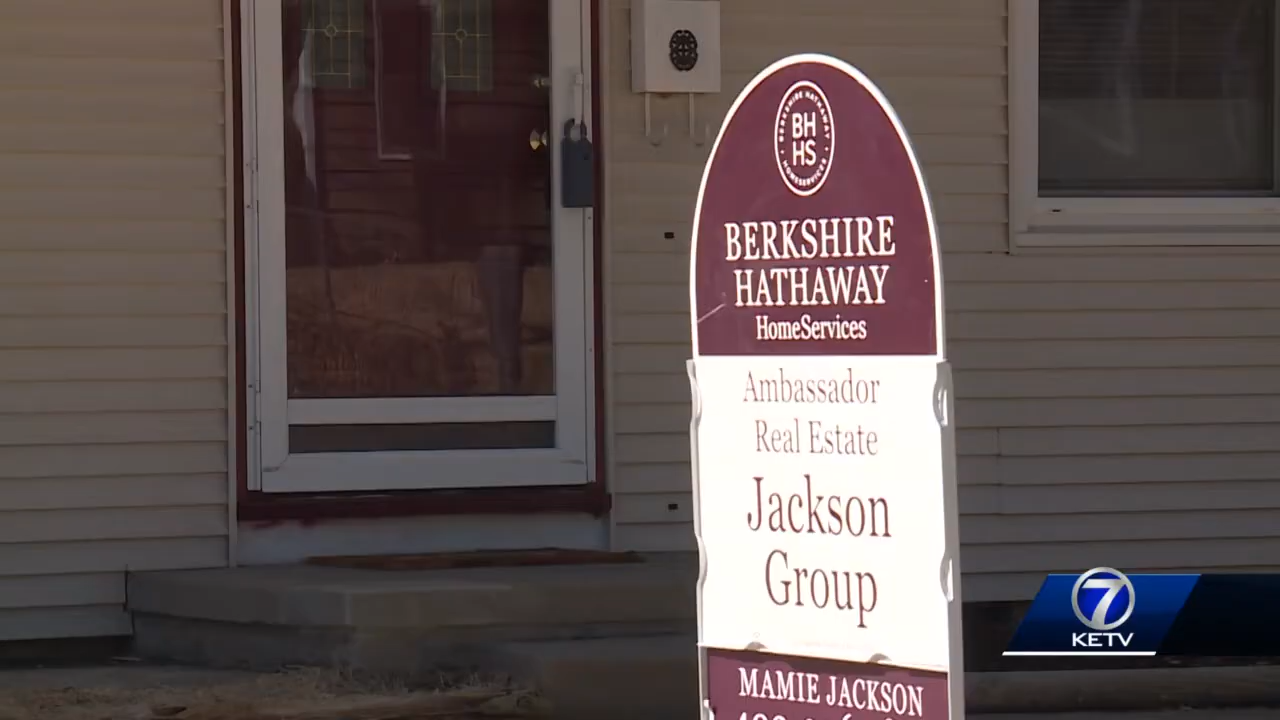 BERKSHIRE HATHAWAY
BH
HS
HOMESERVICES
BERKSHIRE
HATHAWAY
HomeServices
Ambassador
Real Estate
Jackson
Group
MAMIE JACKSON
7
KETV